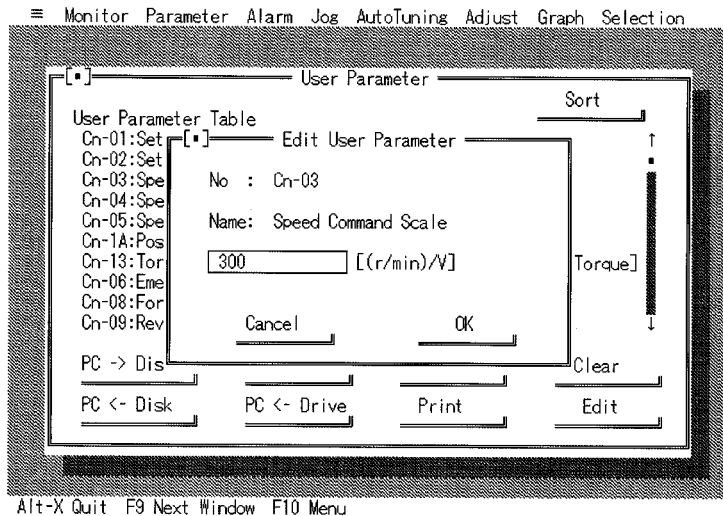 ≡ Monitor Parameter Alarm Jog AutoTuning Adjust Graph Selection
[▪] User Parameter
Sort
User Parameter Table
Cn-01:Set
Cn-02:Set
Cn-03:Spe
Cn-04:Spe
Cn-05:Spe
Cn-1A:Pos
Cn-13:Tor
Cn-06:Eme
Cn-08:For
Cn-09:Rev
[▪] Edit User Parameter
No : Cn-03
Name: Speed Command Scale
300 [(r/min)/V]
Cancel OK
Torque]
↑
▪
↓
PC -> Dis
Clear
PC <- Disk PC <- Drive Print Edit
Alt-X Quit F9 Next Window F10 Menu